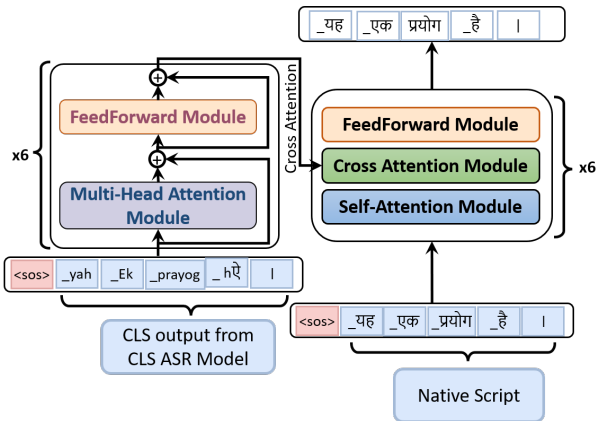 _यह _एक प्रयोग _है |
FeedForward Module
x6
Multi-Head Attention
Module
<sos> _yah _Ek _prayog _hऐ |
CLS output from
CLS ASR Model
Cross Attention
FeedForward Module
Cross Attention Module
Self-Attention Module
x6
<sos> _यह _एक _प्रयोग _है |
Native Script